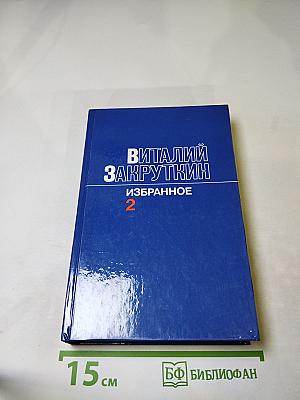 ВИТАЛИЙ
ЗАКРУТКИН
ИЗБРАННОЕ
2
15 см
БФ БИБЛИОФАН